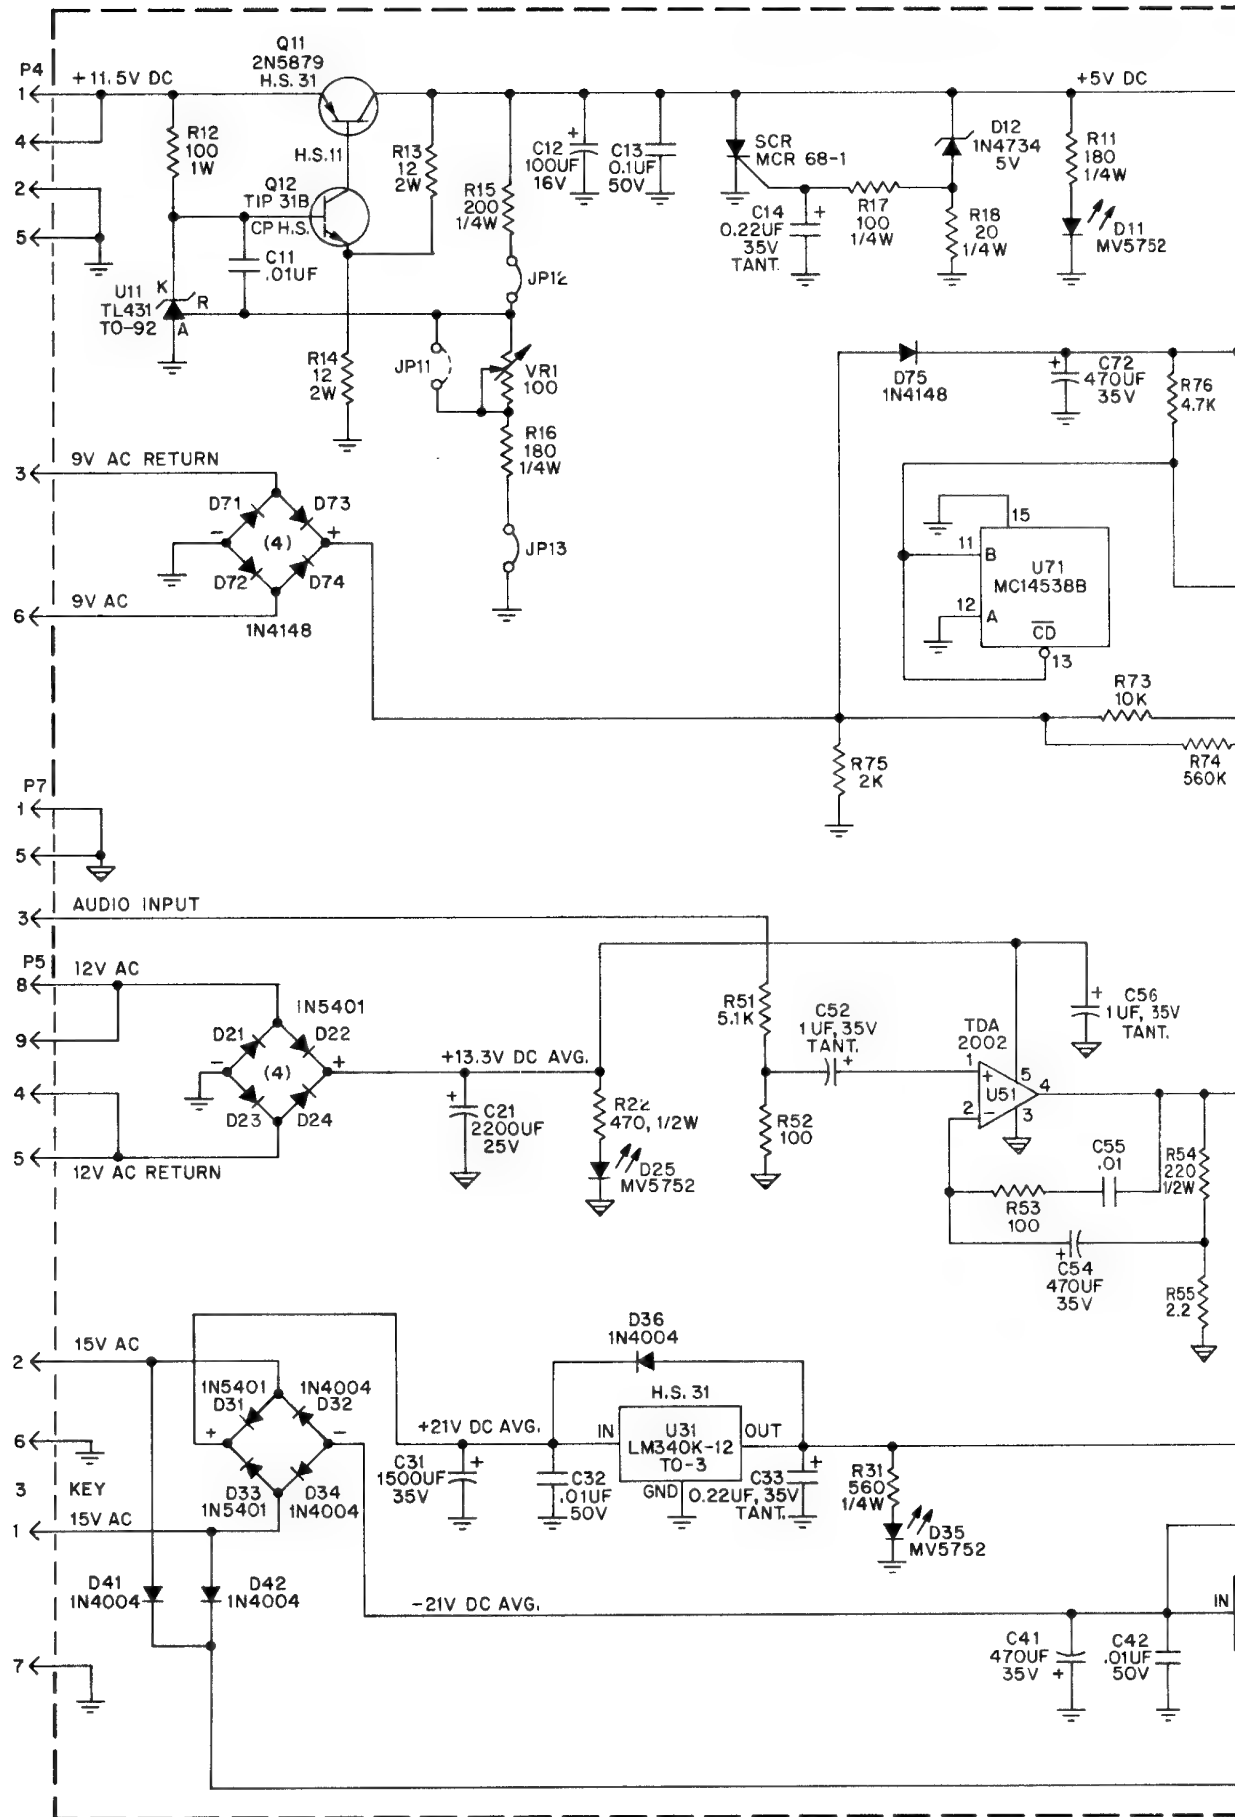 Q11
2N5879
H.S. 31
P4
+11.5V DC
+5V DC
1
4
2
5
R12
100
1W
H.S.11
Q12
TIP 31B
CP H.S.
R13
12
2W
C11
.01UF
U11
TL431
TO-92
K
R
A
R14
12
2W
R15
200
1/4W
JP12
JP11
VR1
100
R16
180
1/4W
JP13
C12
100UF
16V
+
C13
0.1UF
50V
SCR
MCR 68-1
C14
0.22UF
35V
TANT.
+
R17
100
1/4W
D12
1N4734
5V
R18
20
1/4W
R11
180
1/4W
D11
MV5752
D75
1N4148
+
C72
470UF
35V
R76
4.7K
3
9V AC RETURN
D71
D73
-
(4)
+
D72
D74
6
9V AC
1N4148
15
11
B
U71
MC14538B
12
A
CD
13
R73
10K
R74
560K
R75
2K
P7
1
5
3
AUDIO INPUT
P5
8
12V AC
9
1N5401
D21
D22
-
(4)
+
D23
D24
4
5
12V AC RETURN
+13.3V DC AVG.
+
C21
2200UF
25V
R22
470, 1/2W
D25
MV5752
R51
5.1K
R52
100
C52
1UF, 35V
TANT.
+
TDA
2002
1
+
5
4
U51
2
-
3
+
C56
1UF, 35V
TANT.
C55
.01
R53
100
R54
220
1/2W
+
C54
470UF
35V
R55
2.2
2
15V AC
1N5401
D31
1N4004
D32
+
-
D33
1N5401
D34
1N4004
6
3
KEY
1
15V AC
D41
1N4004
D42
1N4004
7
+21V DC AVG.
C31
1500UF
35V
+
C32
.01UF
50V
D36
1N4004
H.S. 31
IN
U31
LM340K-12
TO-3
OUT
GND
C33
0.22UF, 35V
TANT.
+
R31
560
1/4W
D35
MV5752
-21V DC AVG.
C41
470UF
35V
+
C42
.01UF
50V
IN